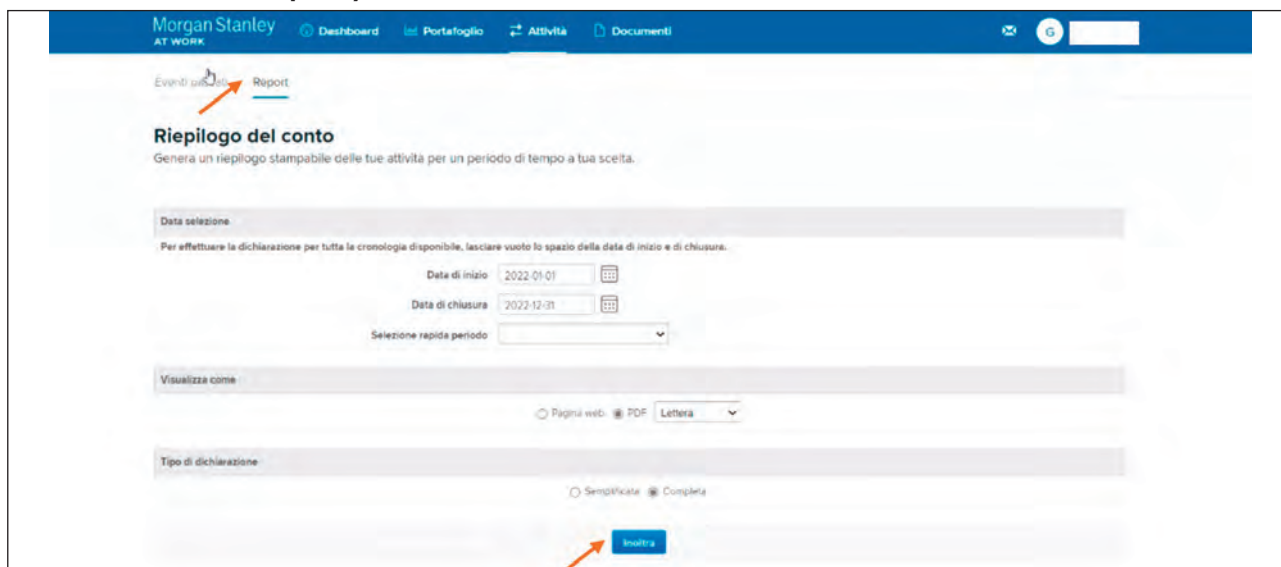 Morgan Stanley
AT WORK
Dashboard Portafoglio Attività Documenti G
Eventi Report
Riepilogo del conto
Genera un riepilogo stampabile delle tue attività per un periodo di tempo a tua scelta.
Data selezione
Per effettuare la dichiarazione per tutta la cronologia disponibile, lasciare vuoto lo spazio della data di inizio e di chiusura.
Data di inizio 2022-01-01
Data di chiusura 2022-12-31
Selezione rapida periodo
Visualizza come
Pagina web PDF Lettera
Tipo di dichiarazione
Semplificata Completa
Inoltra